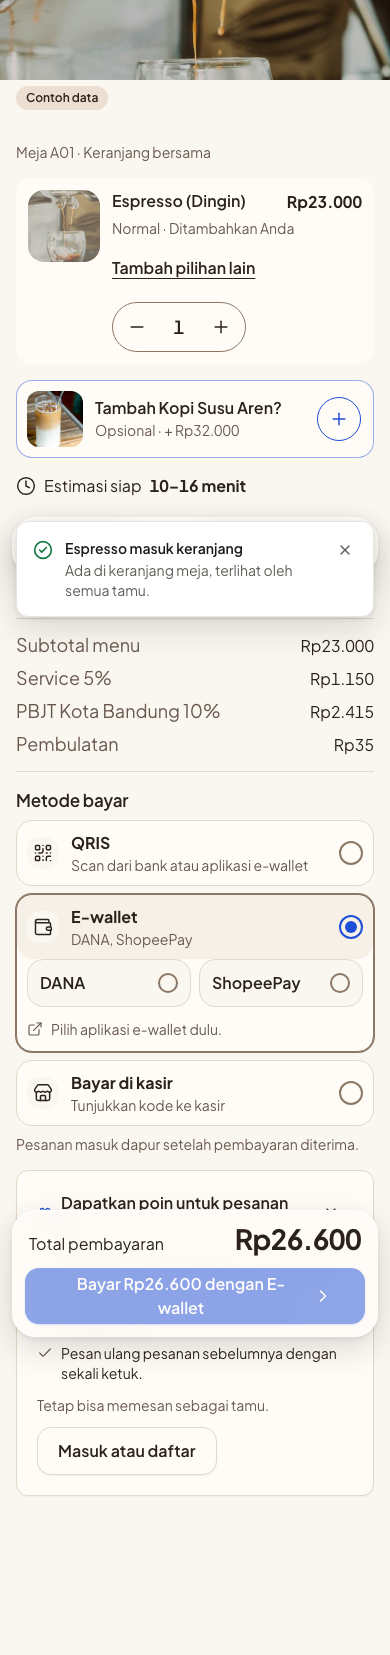 Contoh data
Meja A01 · Keranjang bersama
Espresso (Dingin) Rp23.000
Normal · Ditambahkan Anda
Tambah pilihan lain
1
Tambah Kopi Susu Aren?
Opsional · + Rp32.000
Estimasi siap 10–16 menit
Espresso masuk keranjang
Ada di keranjang meja, terlihat oleh
semua tamu.
Subtotal menu Rp23.000
Service 5% Rp1.150
PBJT Kota Bandung 10% Rp2.415
Pembulatan Rp35
Metode bayar
QRIS
Scan dari bank atau aplikasi e-wallet
E-wallet
DANA, ShopeePay
DANA ShopeePay
Pilih aplikasi e-wallet dulu.
Bayar di kasir
Tunjukkan kode ke kasir
Pesanan masuk dapur setelah pembayaran diterima.
Dapatkan poin untuk pesanan
Total pembayaran Rp26.600
Bayar Rp26.600 dengan E-
wallet
Pesan ulang pesanan sebelumnya dengan
sekali ketuk.
Tetap bisa memesan sebagai tamu.
Masuk atau daftar